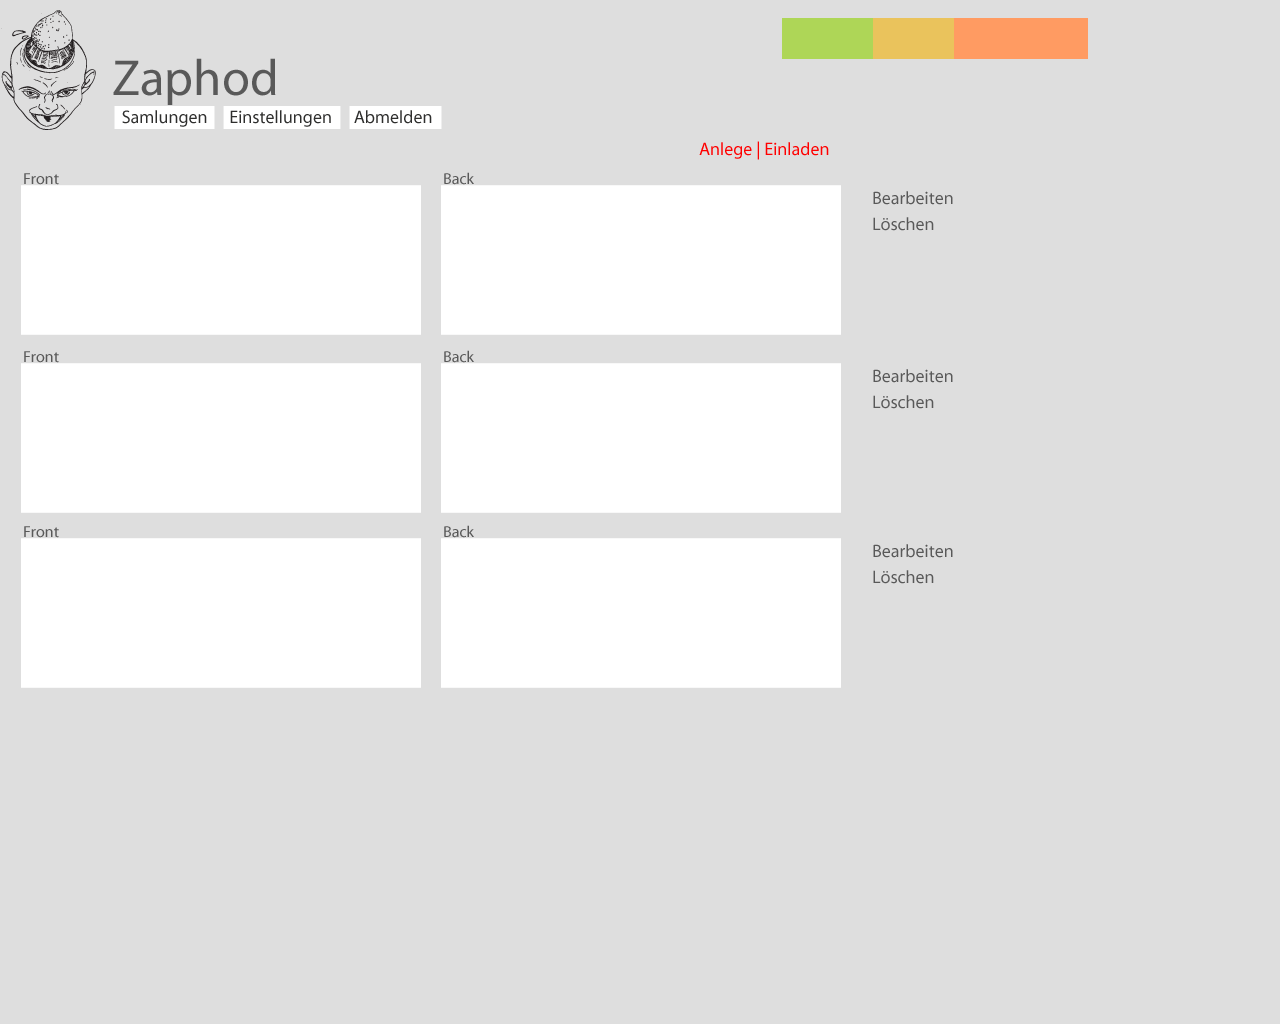 Zaphod
Samlungen Einstellungen Abmelden
Anlege | Einladen
Front Back
Bearbeiten
Löschen
Front Back
Bearbeiten
Löschen
Front Back
Bearbeiten
Löschen